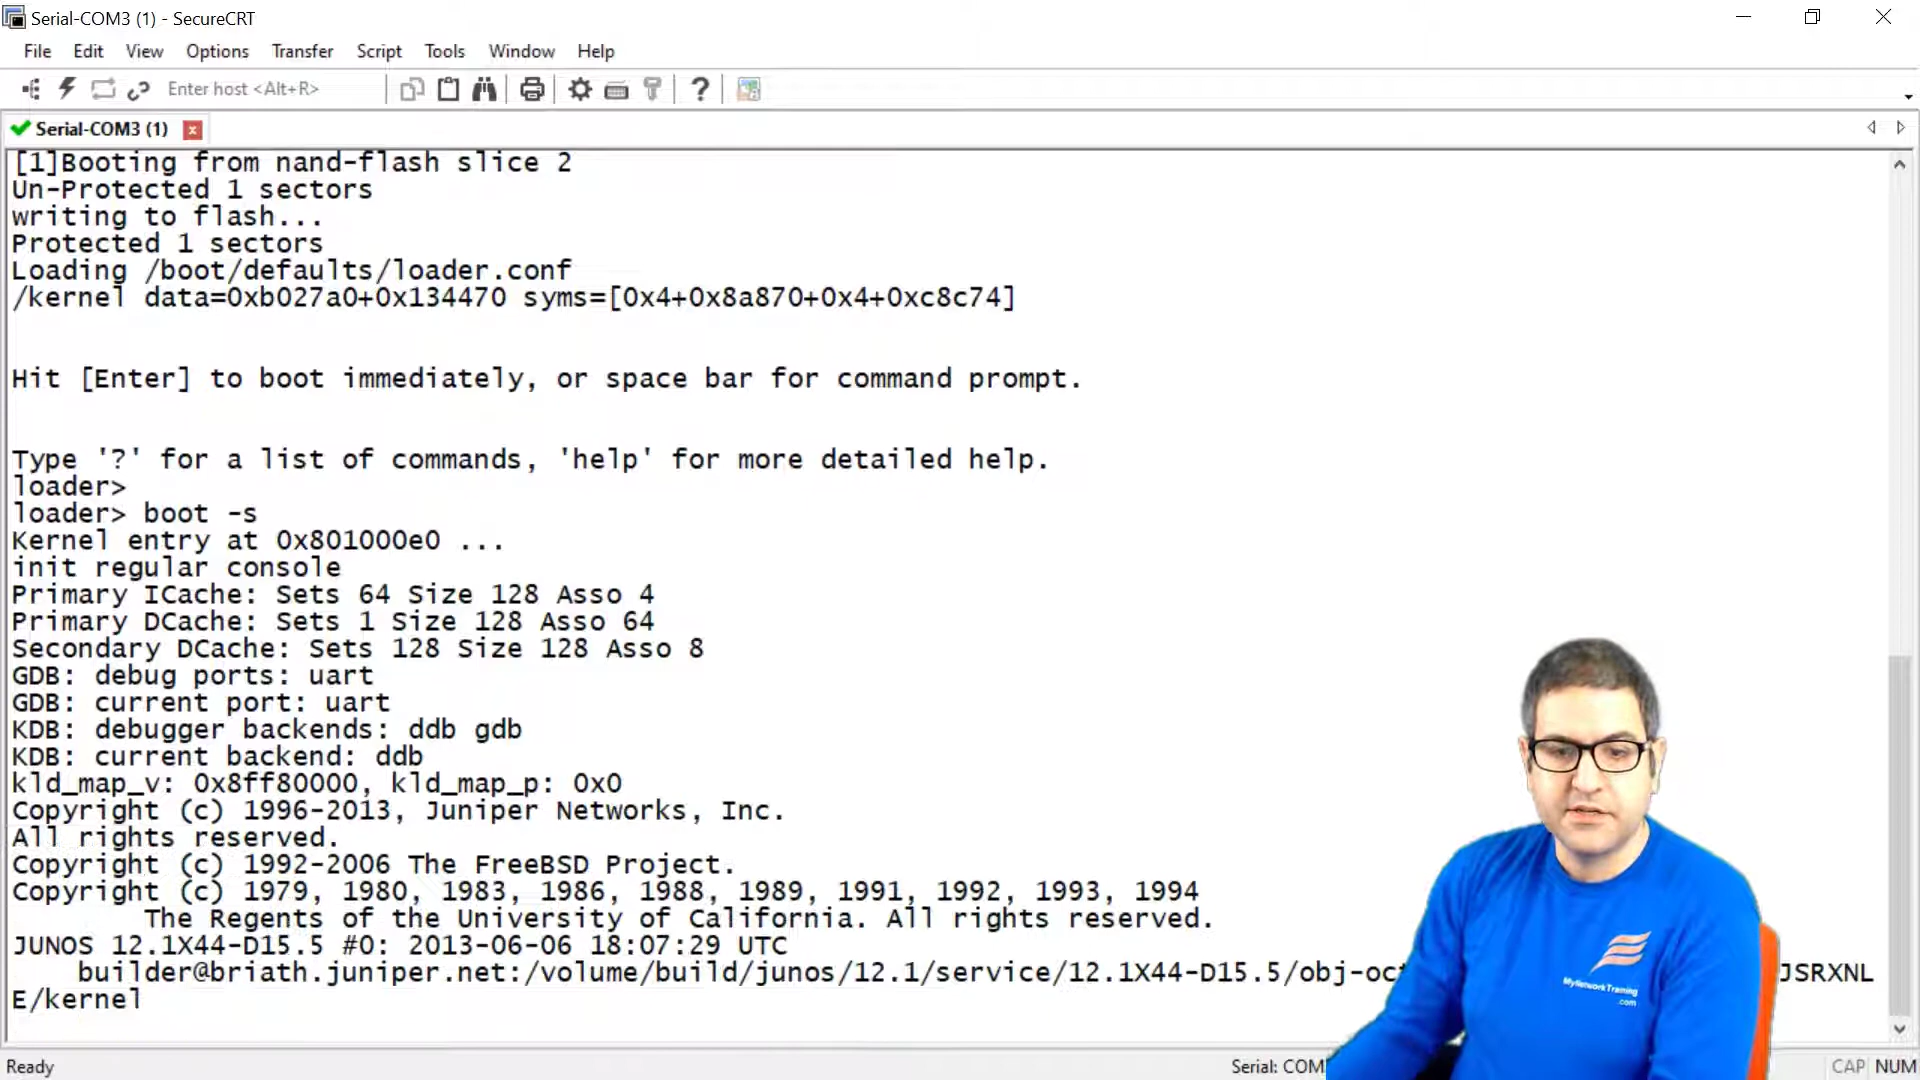 Serial-COM3 (1) - SecureCRT
File Edit View Options Transfer Script Tools Window Help
Enter host <Alt+R>
Serial-COM3 (1)
[1]Booting from nand-flash slice 2
Un-Protected 1 sectors
writing to flash...
Protected 1 sectors
Loading /boot/defaults/loader.conf
/kernel data=0xb027a0+0x134470 syms=[0x4+0x8a870+0x4+0xc8c74]
Hit [Enter] to boot immediately, or space bar for command prompt.
Type '?' for a list of commands, 'help' for more detailed help.
loader>
loader> boot -s
Kernel entry at 0x801000e0 ...
init regular console
Primary ICache: Sets 64 Size 128 Asso 4
Primary DCache: Sets 1 Size 128 Asso 64
Secondary DCache: Sets 128 Size 128 Asso 8
GDB: debug ports: uart
GDB: current port: uart
KDB: debugger backends: ddb gdb
KDB: current backend: ddb
kld_map_v: 0x8ff80000, kld_map_p: 0x0
Copyright (c) 1996-2013, Juniper Networks, Inc.
All rights reserved.
Copyright (c) 1992-2006 The FreeBSD Project.
Copyright (c) 1979, 1980, 1983, 1986, 1988, 1989, 1991, 1992, 1993, 1994
The Regents of the University of California. All rights reserved.
JUNOS 12.1X44-D15.5 #0: 2013-06-06 18:07:29 UTC
builder@briath.juniper.net:/volume/build/junos/12.1/service/12.1X44-D15.5/obj-oc JSRXNL
E/kernel
MyNetworkTraining
.com
Ready Serial: COM CAP NUM